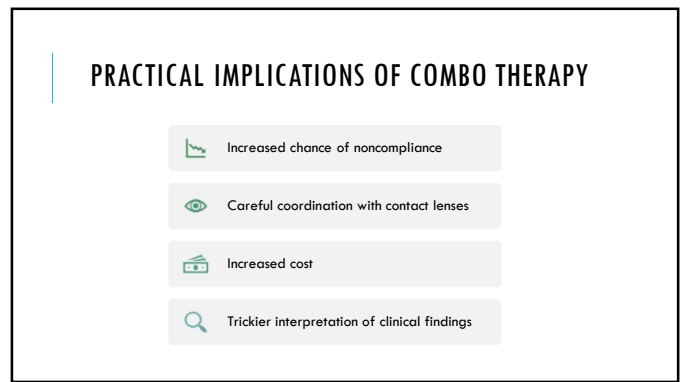 PRACTICAL IMPLICATIONS OF COMBO THERAPY
Increased chance of noncompliance
Careful coordination with contact lenses
Increased cost
Trickier interpretation of clinical findings